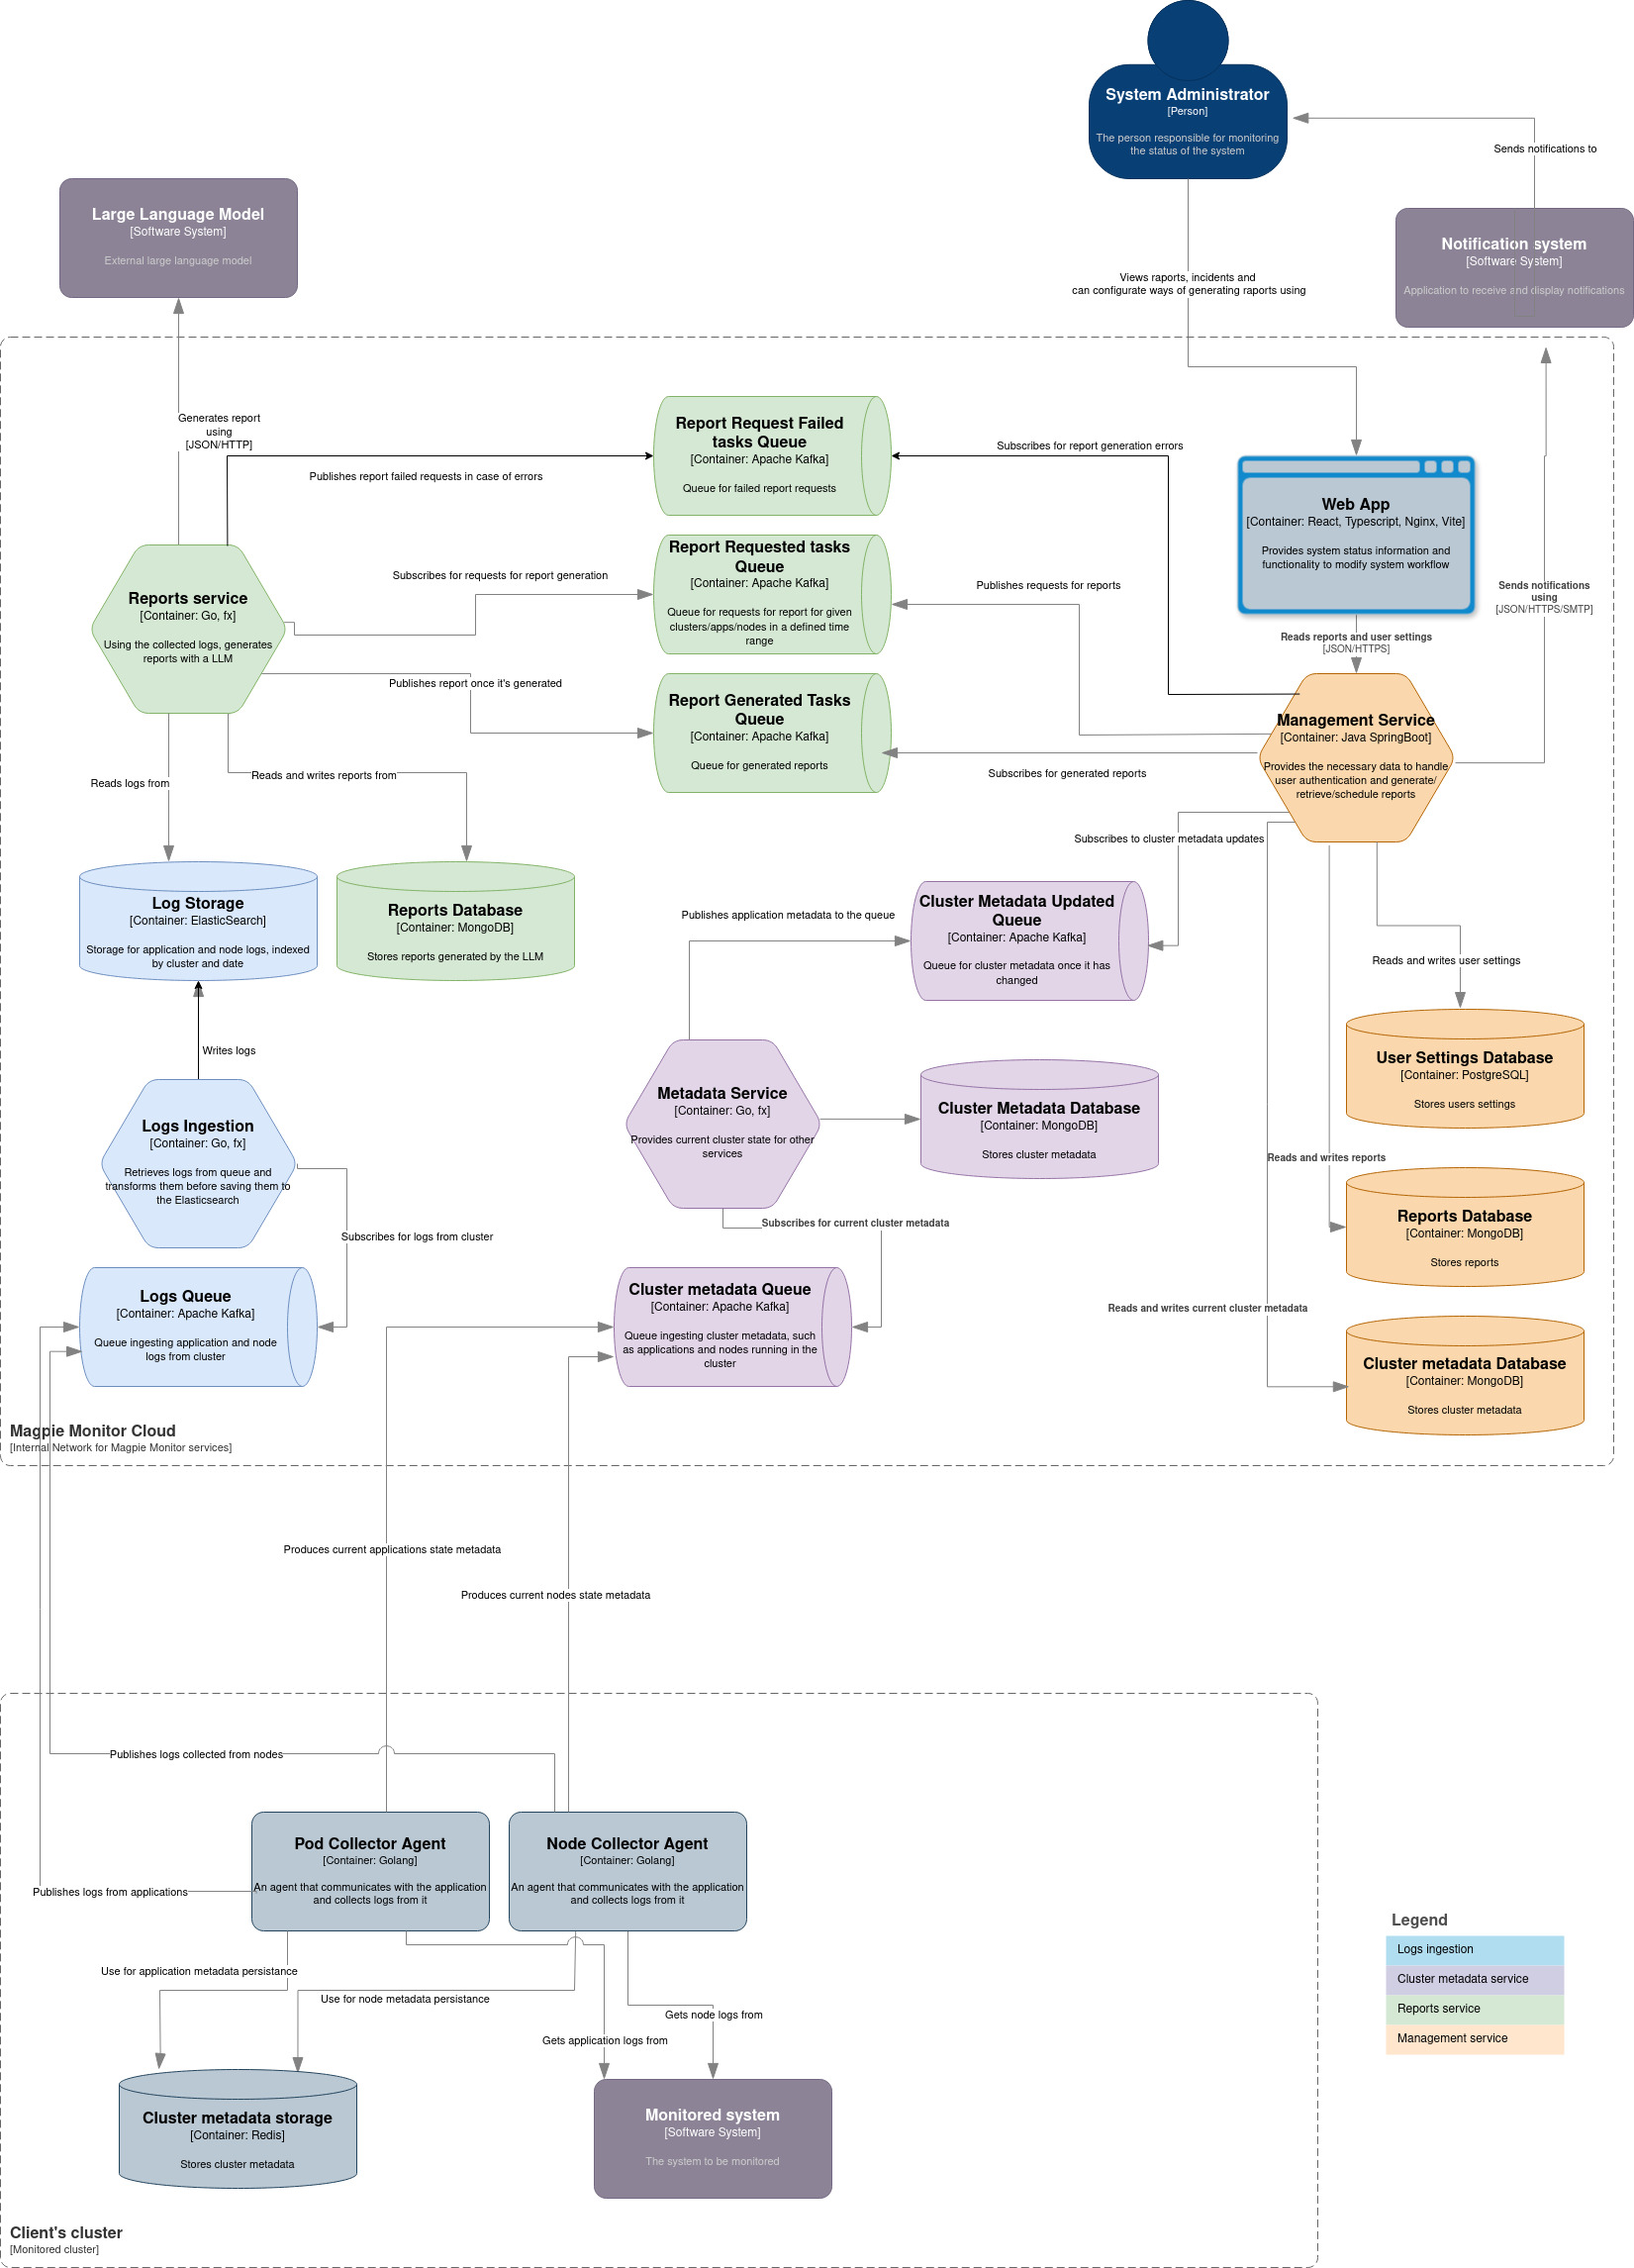 System Administrator
[Person]
The person responsible for monitoring
the status of the system
Sends notifications to
Large Language Model
[Software System]
External large language model
Notification system
[Software System]
Application to receive and display notifications
Views raports, incidents and
can configurate ways of generating raports using
Generates report
using
[JSON/HTTP]
Publishes report failed requests in case of errors
Report Request Failed
tasks Queue
[Container: Apache Kafka]
Queue for failed report requests
Subscribes for report generation errors
Web App
[Container: React, Typescript, Nginx, Vite]
Provides system status information and
functionality to modify system workflow
Sends notifications
using
[JSON/HTTPS/SMTP]
Reports service
[Container: Go, fx]
Using the collected logs, generates
reports with a LLM
Subscribes for requests for report generation
Report Requested tasks
Queue
[Container: Apache Kafka]
Queue for requests for report for given
clusters/apps/nodes in a defined time
range
Publishes requests for reports
Reads reports and user settings
[JSON/HTTPS]
Publishes report once it's generated
Report Generated Tasks
Queue
[Container: Apache Kafka]
Queue for generated reports
Subscribes for generated reports
Management Service
[Container: Java SpringBoot]
Provides the necessary data to handle
user authentication and generate/
retrieve/schedule reports
Reads logs from
Reads and writes reports from
Subscribes to cluster metadata updates
Log Storage
[Container: ElasticSearch]
Storage for application and node logs, indexed
by cluster and date
Reports Database
[Container: MongoDB]
Stores reports generated by the LLM
Publishes application metadata to the queue
Cluster Metadata Updated
Queue
[Container: Apache Kafka]
Queue for cluster metadata once it has
changed
Reads and writes user settings
Writes logs
User Settings Database
[Container: PostgreSQL]
Stores users settings
Logs Ingestion
[Container: Go, fx]
Retrieves logs from queue and
transforms them before saving them to
the Elasticsearch
Metadata Service
[Container: Go, fx]
Provides current cluster state for other
services
Cluster Metadata Database
[Container: MongoDB]
Stores cluster metadata
Reads and writes reports
Reports Database
[Container: MongoDB]
Stores reports
Subscribes for logs from cluster
Subscribes for current cluster metadata
Logs Queue
[Container: Apache Kafka]
Queue ingesting application and node
logs from cluster
Cluster metadata Queue
[Container: Apache Kafka]
Queue ingesting cluster metadata, such
as applications and nodes running in the
cluster
Reads and writes current cluster metadata
Cluster metadata Database
[Container: MongoDB]
Stores cluster metadata
Magpie Monitor Cloud
[Internal Network for Magpie Monitor services]
Produces current applications state metadata
Produces current nodes state metadata
Publishes logs collected from nodes
Pod Collector Agent
[Container: Golang]
An agent that communicates with the application
and collects logs from it
Node Collector Agent
[Container: Golang]
An agent that communicates with the application
and collects logs from it
Publishes logs from applications
Use for application metadata persistance
Use for node metadata persistance
Gets node logs from
Gets application logs from
Legend
Logs ingestion
Cluster metadata service
Reports service
Management service
Cluster metadata storage
[Container: Redis]
Stores cluster metadata
Monitored system
[Software System]
The system to be monitored
Client's cluster
[Monitored cluster]